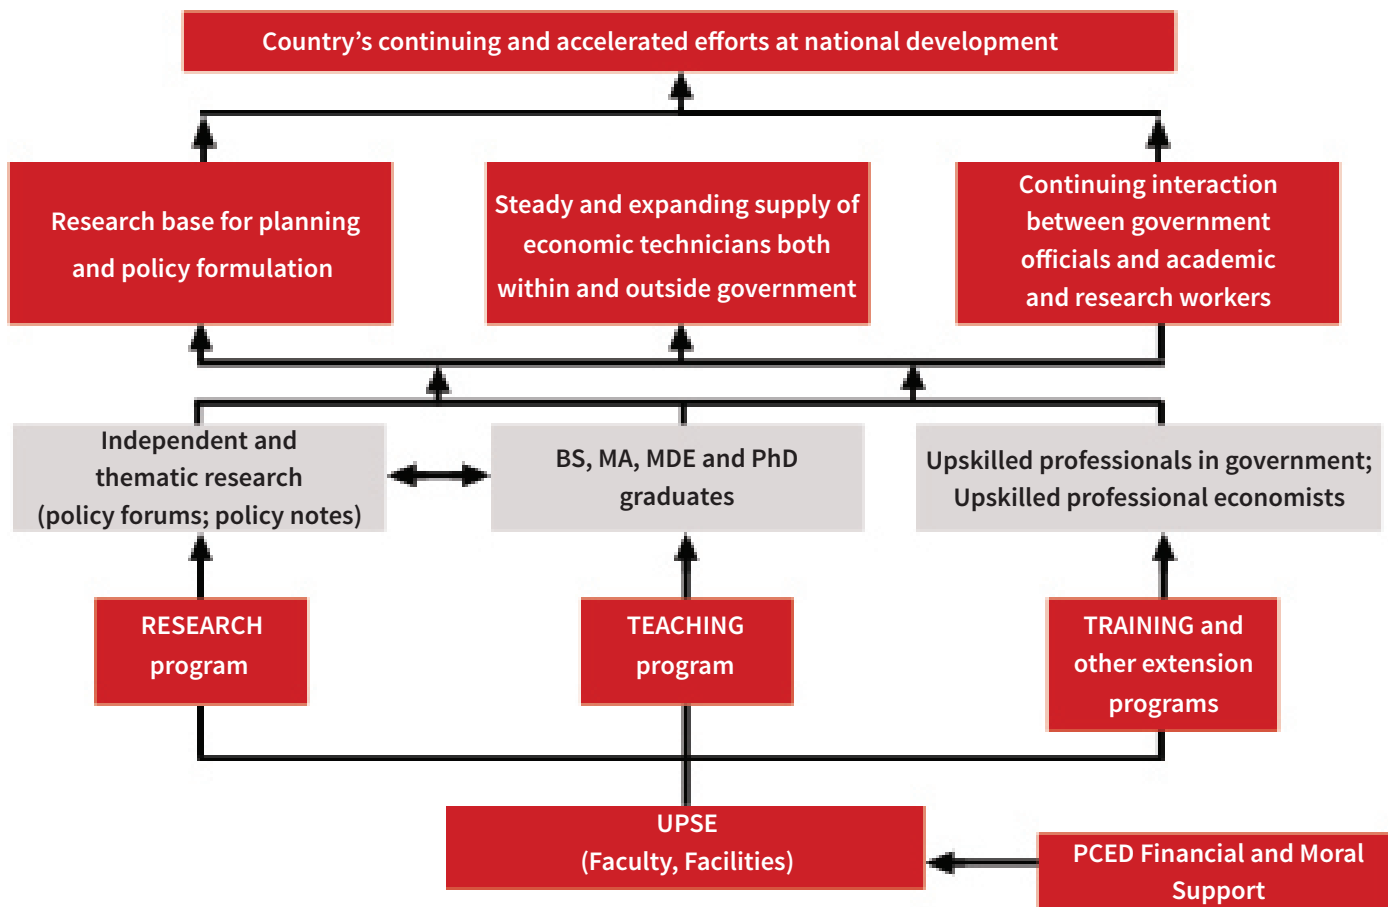 Country’s continuing and accelerated efforts at national development
Research base for planning
and policy formulation
Steady and expanding supply of
economic technicians both
within and outside government
Continuing interaction
between government
officials and academic
and research workers
Independent and
thematic research
(policy forums; policy notes)
BS, MA, MDE and PhD
graduates
Upskilled professionals in government;
Upskilled professional economists
RESEARCH
program
TEACHING
program
TRAINING and
other extension
programs
UPSE
(Faculty, Facilities)
PCED Financial and Moral
Support